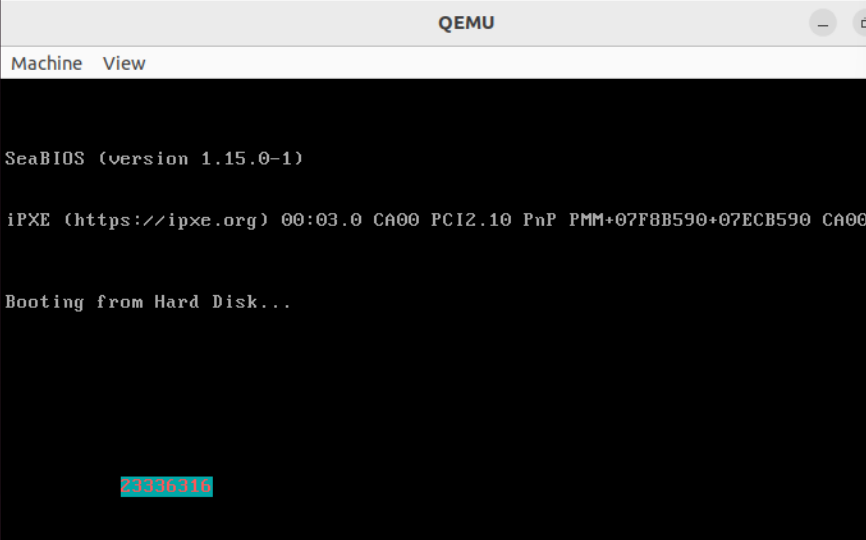 QEMU
Machine View
SeaBIOS (version 1.15.0-1)
iPXE (https://ipxe.org) 00:03.0 CA00 PCI2.10 PnP PMM+07F8B590+07ECB590 CA00
Booting from Hard Disk...
23336316